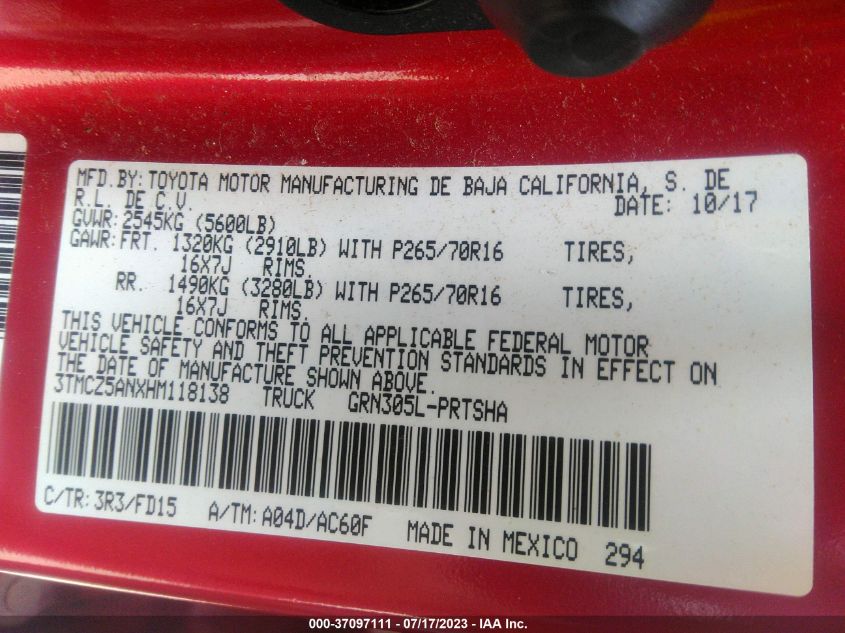 MFD.BY: TOYOTA MOTOR MANUFACTURING DE BAJA CALIFORNIA, S. DE
R.L. DE C.V. DATE: 10/17
GVWR: 2545KG (5600LB)
GAWR: FRT. 1320KG (2910LB) WITH P265/70R16 TIRES,
16X7J RIMS.
RR. 1490KG (3280LB) WITH P265/70R16 TIRES,
16X7J RIMS.
THIS VEHICLE CONFORMS TO ALL APPLICABLE FEDERAL MOTOR
VEHICLE SAFETY AND THEFT PREVENTION STANDARDS IN EFFECT ON
THE DATE OF MANUFACTURE SHOWN ABOVE.
3TMCZ5ANXHM118138 TRUCK GRN305L-PRTSHA
C/TR: 3R3/FD15 A/TM: A04D/AC60F MADE IN MEXICO 294
000-37097111 - 07/17/2023 - IAA Inc.